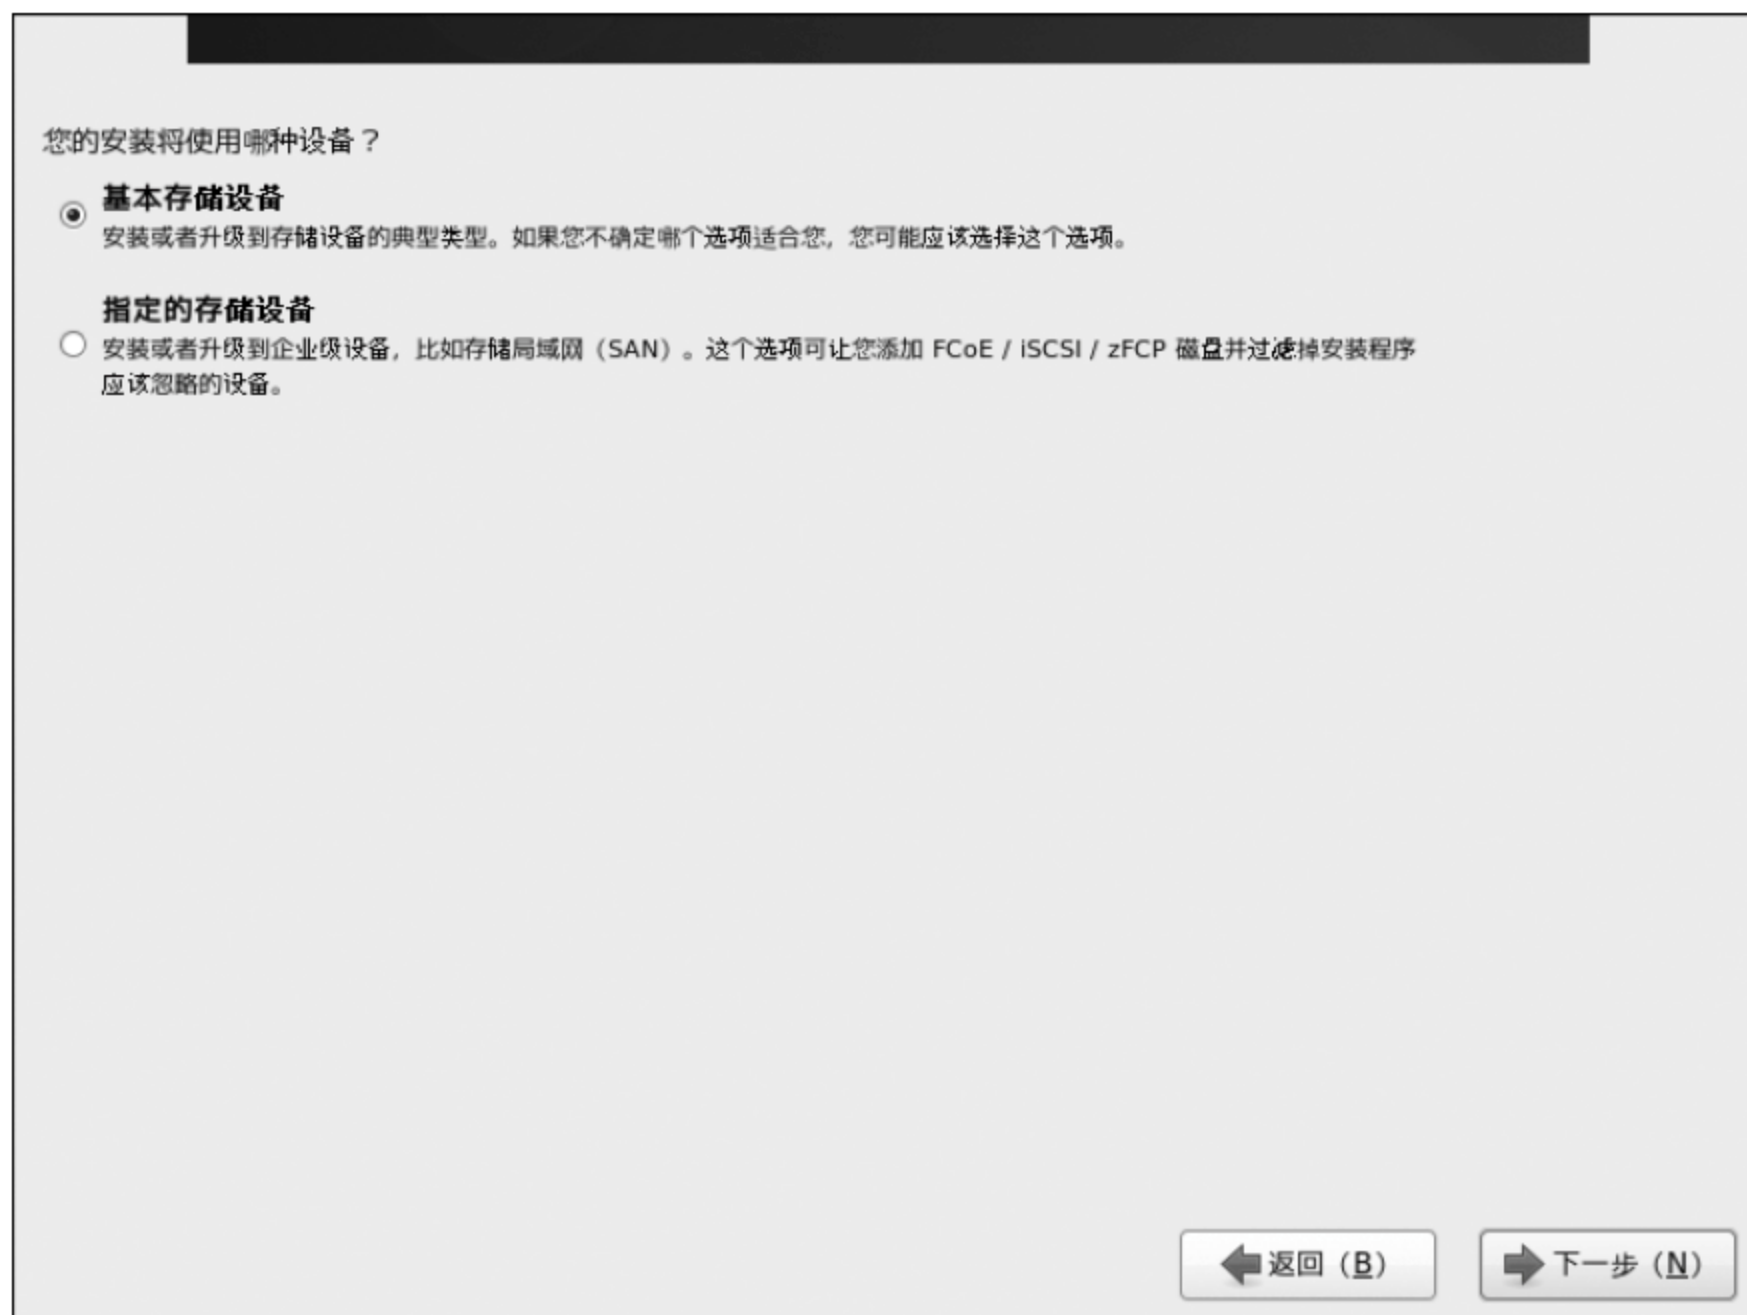 您的安装将使用哪种设备？
基本存储设备
安装或者升级到存储设备的典型类型。如果您不确定哪个选项适合您，您可能应该选择这个选项。
指定的存储设备
安装或者升级到企业级设备，比如存储局域网（SAN）。这个选项可让您添加 FCoE / iSCSI / zFCP 磁盘并过滤掉安装程序
应该忽略的设备。
返回（B）
下一步（N）